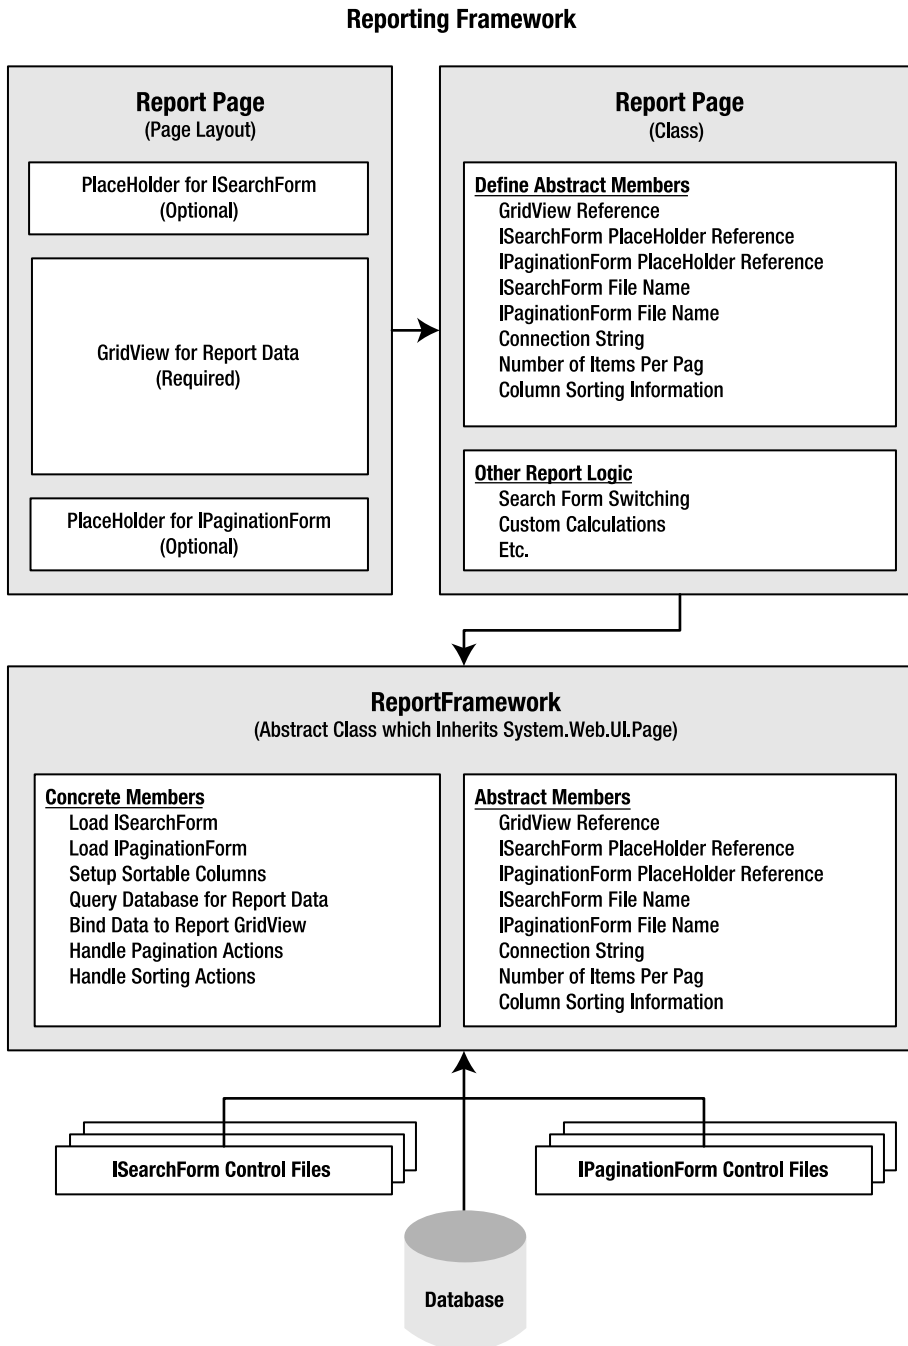 Reporting Framework
Report Page
(Page Layout)
PlaceHolder for ISearchForm
(Optional)
GridView for Report Data
(Required)
PlaceHolder for IPaginationForm
(Optional)
Report Page
(Class)
Define Abstract Members
GridView Reference
ISearchForm PlaceHolder Reference
IPaginationForm PlaceHolder Reference
ISearchForm File Name
IPaginationForm File Name
Connection String
Number of Items Per Pag
Column Sorting Information
Other Report Logic
Search Form Switching
Custom Calculations
Etc.
ReportFramework
(Abstract Class which Inherits System.Web.UI.Page)
Concrete Members
Load ISearchForm
Load IPaginationForm
Setup Sortable Columns
Query Database for Report Data
Bind Data to Report GridView
Handle Pagination Actions
Handle Sorting Actions
Abstract Members
GridView Reference
ISearchForm PlaceHolder Reference
IPaginationForm PlaceHolder Reference
ISearchForm File Name
IPaginationForm File Name
Connection String
Number of Items Per Pag
Column Sorting Information
ISearchForm Control Files
IPaginationForm Control Files
Database